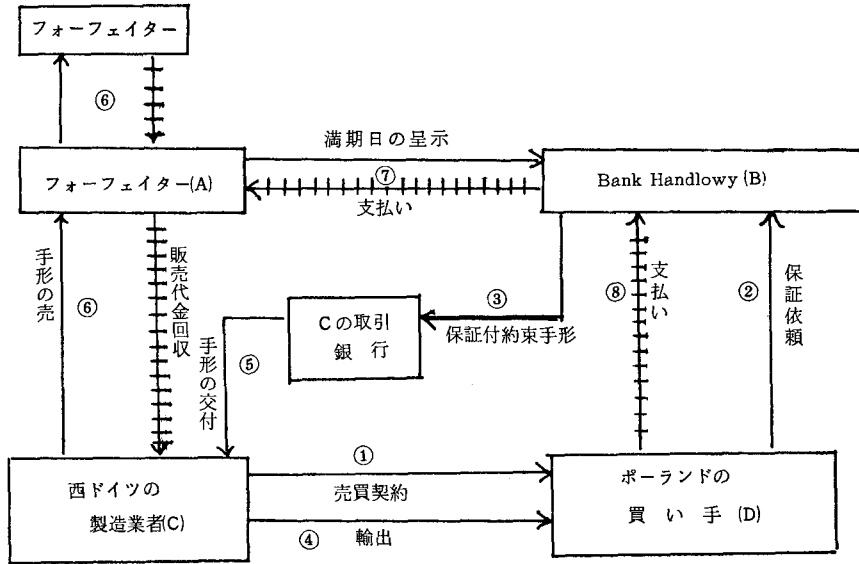 フォーフェイター
⑥
満期日の呈示
フォーフェイター(A)
⑦
Bank Handlowy (B)
支払い
手形の売
⑥
販売代金回収
Cの取引
銀行
③
保証付約束手形
⑤
手形の交付
支払い
⑧
②
保証依頼
①
西ドイツの
製造業者(C)
売買契約
④
輸出
ポーランドの
買い手(D)